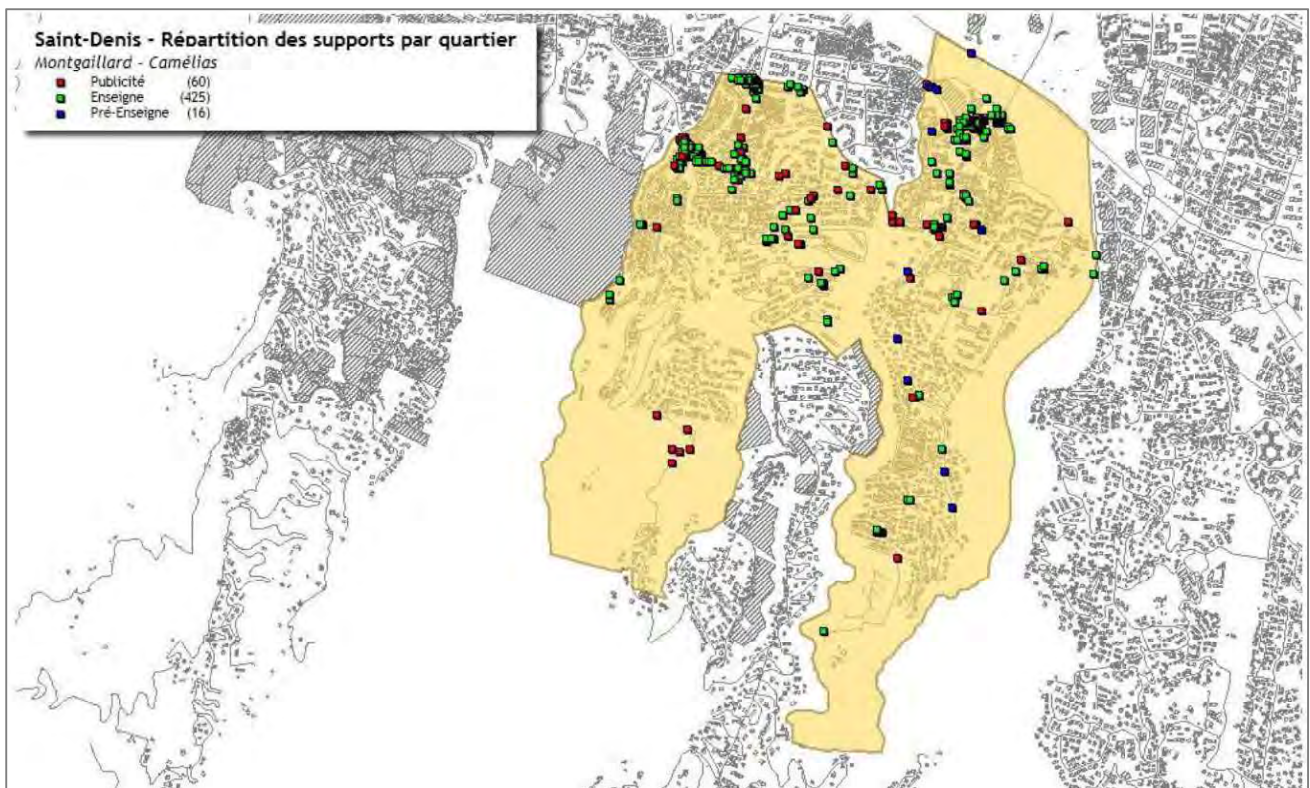 Saint-Denis - Répartition des supports par quartier
Montgaillard - Camélias
Publicité (60)
Enseigne (425)
Pré-Enseigne (16)